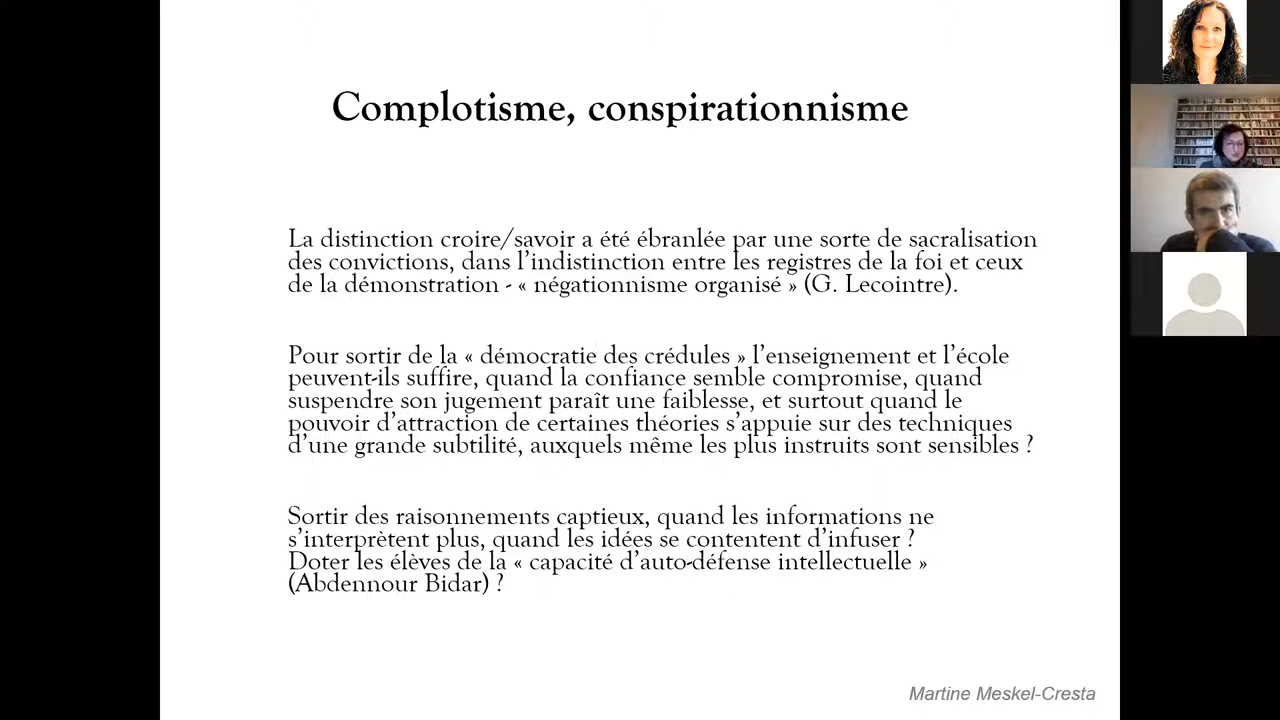 Complotisme, conspirationnisme
La distinction croire/savoir a été ébranlée par une sorte de sacralisation
des convictions, dans l'indistinction entre les registres de la foi et ceux
de la démonstration - « négationnisme organisé » (G. Lecointre).
Pour sortir de la « démocratie des crédules » l'enseignement et l'école
peuvent-ils suffire, quand la confiance semble compromise, quand
suspendre son jugement paraît une faiblesse, et surtout quand le
pouvoir d'attraction de certaines théories s'appuie sur des techniques
d'une grande subtilité, auxquels même les plus instruits sont sensibles ?
Sortir des raisonnements captieux, quand les informations ne
s'interprètent plus, quand les idées se contentent d'infuser ?
Doter les élèves de la « capacité d'auto-défense intellectuelle »
(Abdennour Bidar) ?
Martine Meskel-Cresta